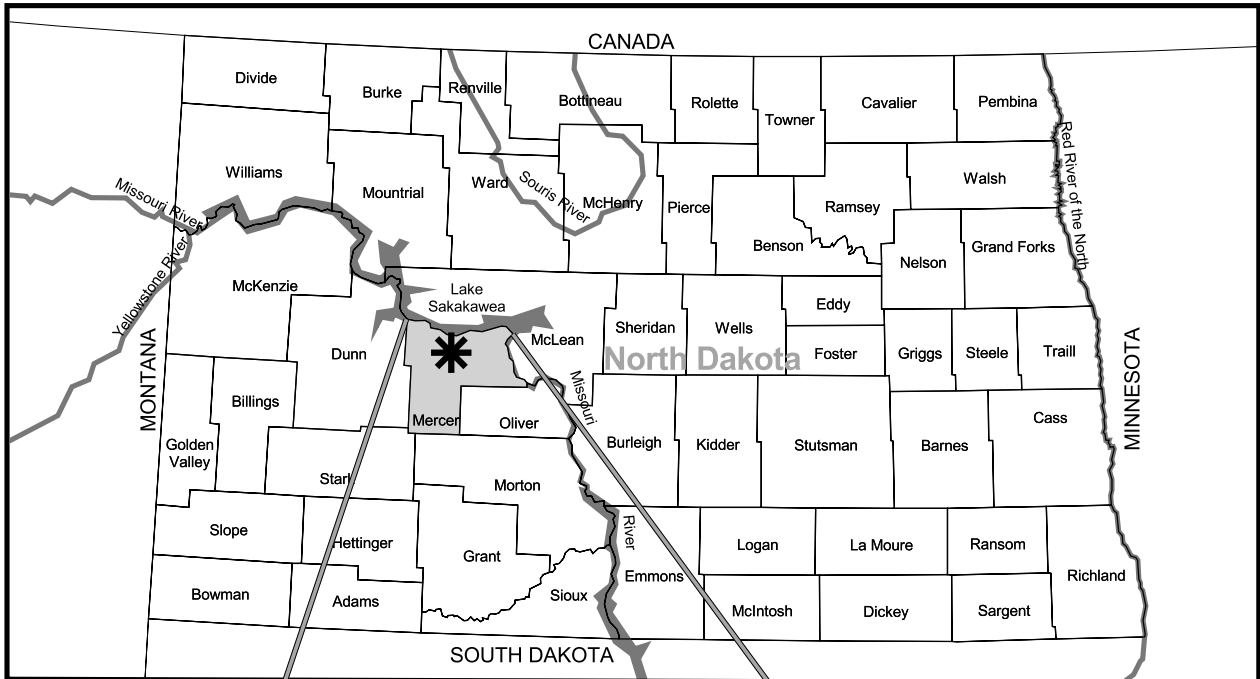 CANADA
Divide
Burke
Renville
Bottineau
Rolette
Towner
Cavalier
Pembina
Williams
Mountrial
Ward
Souris River
McHenry
Pierce
Benson
Ramsey
Walsh
Nelson
Grand Forks
Red River of the North
Missouri River
Yellowstone River
McKenzie
Lake
Sakakawea
McLean
Sheridan
Wells
Eddy
Foster
Griggs
Steele
Traill
North Dakota
MONTANA
MINNESOTA
Dunn
Billings
Golden
Valley
Mercer
Oliver
Missouri
River
Burleigh
Kidder
Stutsman
Barnes
Cass
Stark
Morton
Slope
Hettinger
Grant
Sioux
Emmons
Logan
La Moure
Ransom
Richland
Bowman
Adams
McIntosh
Dickey
Sargent
SOUTH DAKOTA